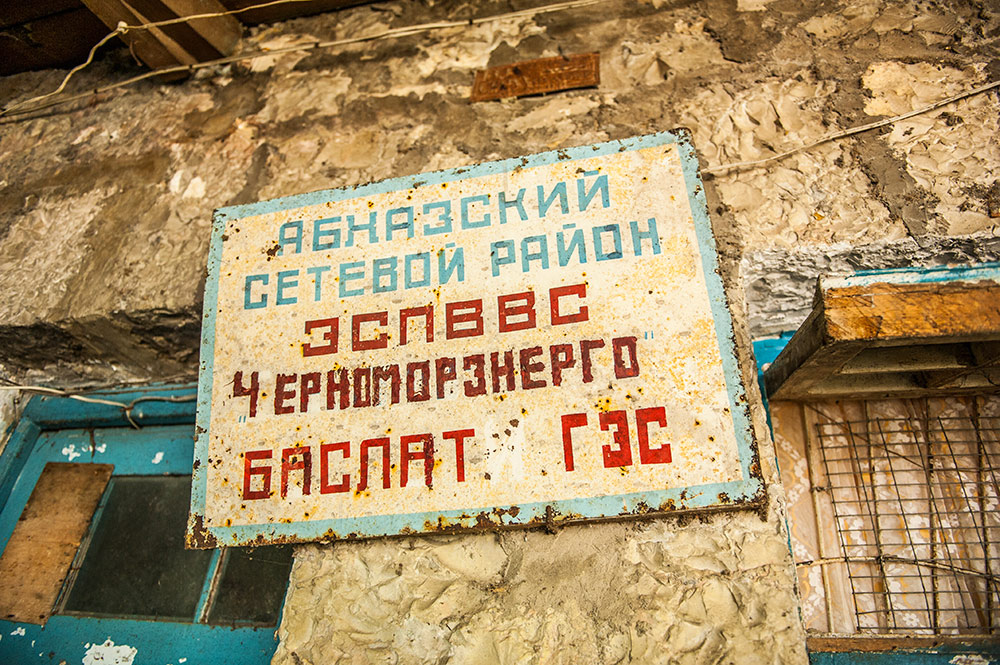 АБХАЗСКИЙ
СЕТЕВОЙ РАЙОН
ЭСПВВС
"ЧЕРНОМОРЭНЕРГО"
БАСЛАТ ГЭС